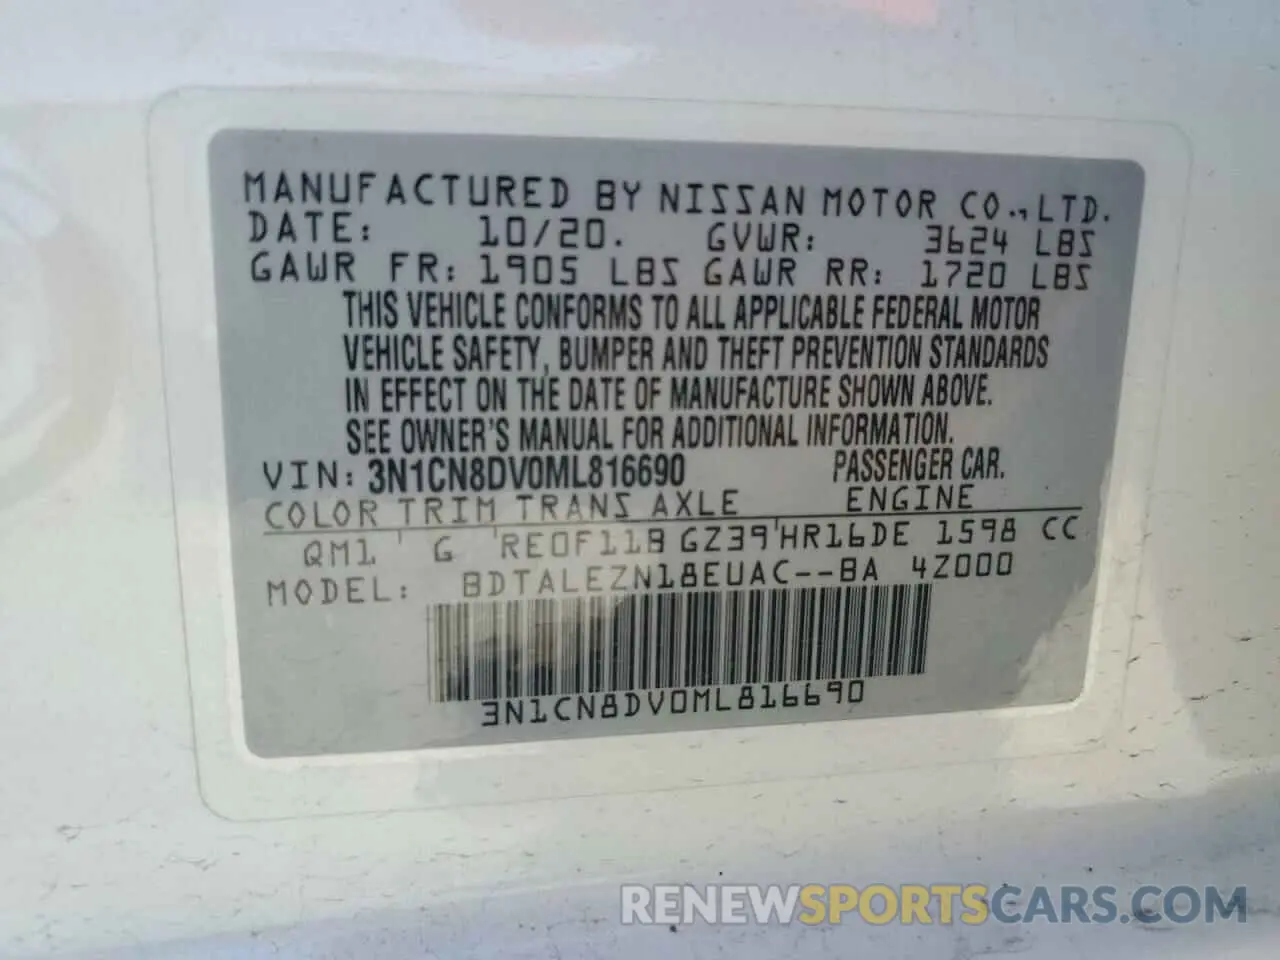 MANUFACTURED BY NISSAN MOTOR CO.,LTD.
DATE: 10/20. GVWR: 3624 LBS
GAWR FR: 1905 LBS GAWR RR: 1720 LBS
THIS VEHICLE CONFORMS TO ALL APPLICABLE FEDERAL MOTOR
VEHICLE SAFETY, BUMPER AND THEFT PREVENTION STANDARDS
IN EFFECT ON THE DATE OF MANUFACTURE SHOWN ABOVE.
SEE OWNER'S MANUAL FOR ADDITIONAL INFORMATION.
VIN: 3N1CN8DV0ML816690 PASSENGER CAR.
COLOR TRIM TRANS AXLE ENGINE
QM1 G RE0F11B GZ39 HR16DE 1598 CC
MODEL: BDTALEZN18EUAC--BA 4Z000
3N1CN8DV0ML816690
RENEWSPORTSCARS.COM